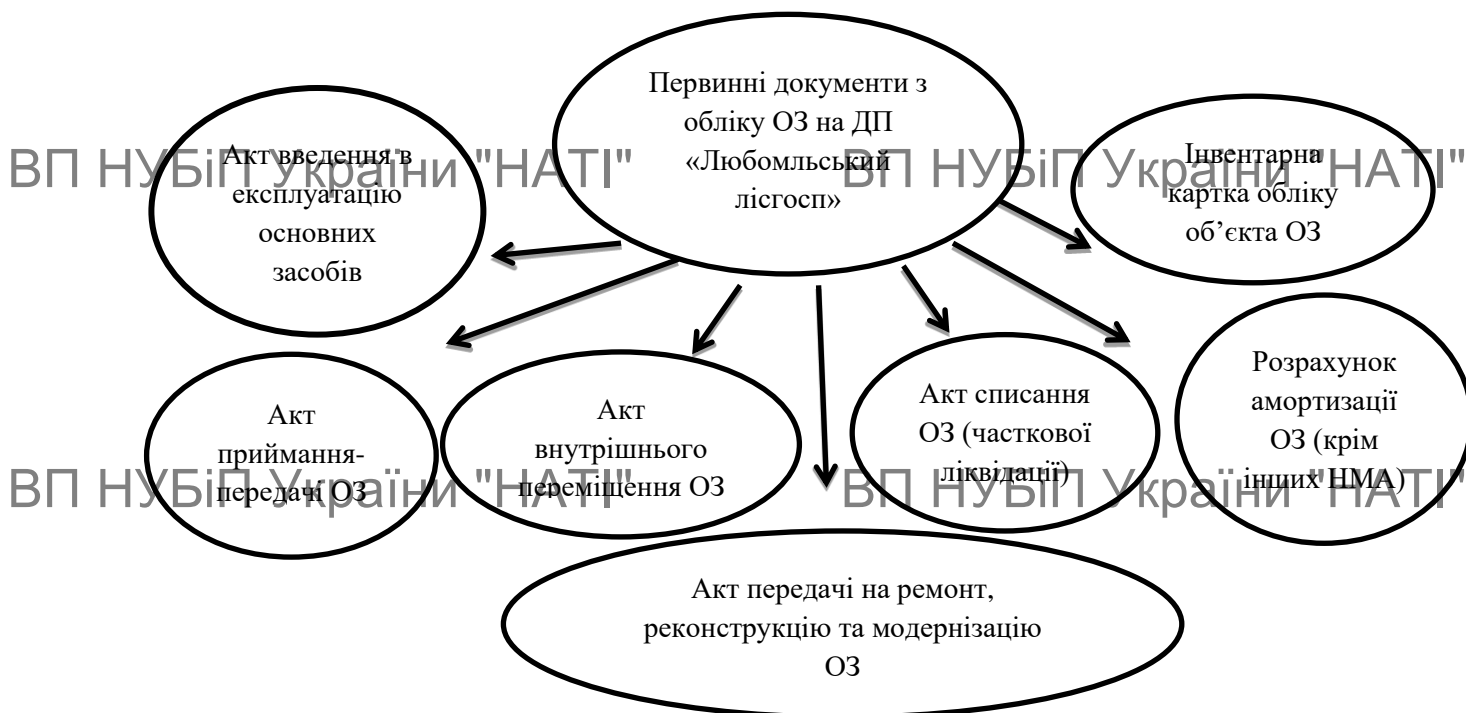 Первинні документи з
обліку ОЗ на ДП
«Любомльський
лісгосп»
Акт введення в
експлуатацію
основних
засобів
Інвентарна
картка обліку
об’єкта ОЗ
ВП НУБіП України "НАТІ"
ВП НУБіП України "НАТІ"
Акт
приймання-
передачі ОЗ
Акт
внутрішнього
переміщення ОЗ
Акт списання
ОЗ (часткової
ліквідації)
Розрахунок
амортизації
ОЗ (крім
інших НМА)
ВП НУБіП України "НАТІ"
ВП НУБіП України "НАТІ"
Акт передачі на ремонт,
реконструкцію та модернізацію
ОЗ